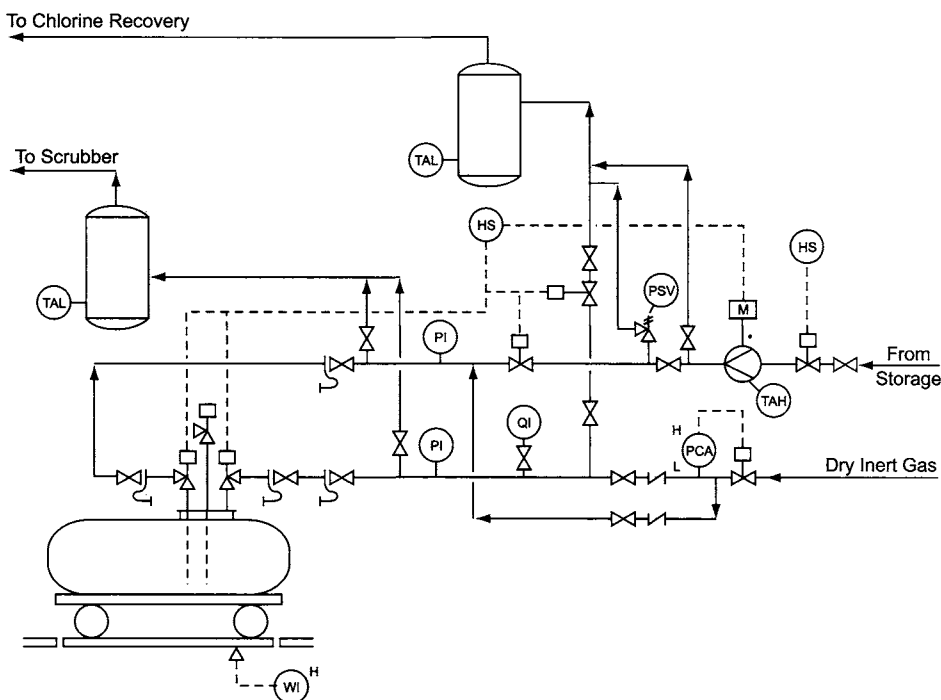 To Chlorine Recovery
To Scrubber
TAL
HS
HS
TAL
PSV
M
PI
From
Storage
TAH
QI
H
PI
PCA
L
Dry Inert Gas
H
WI